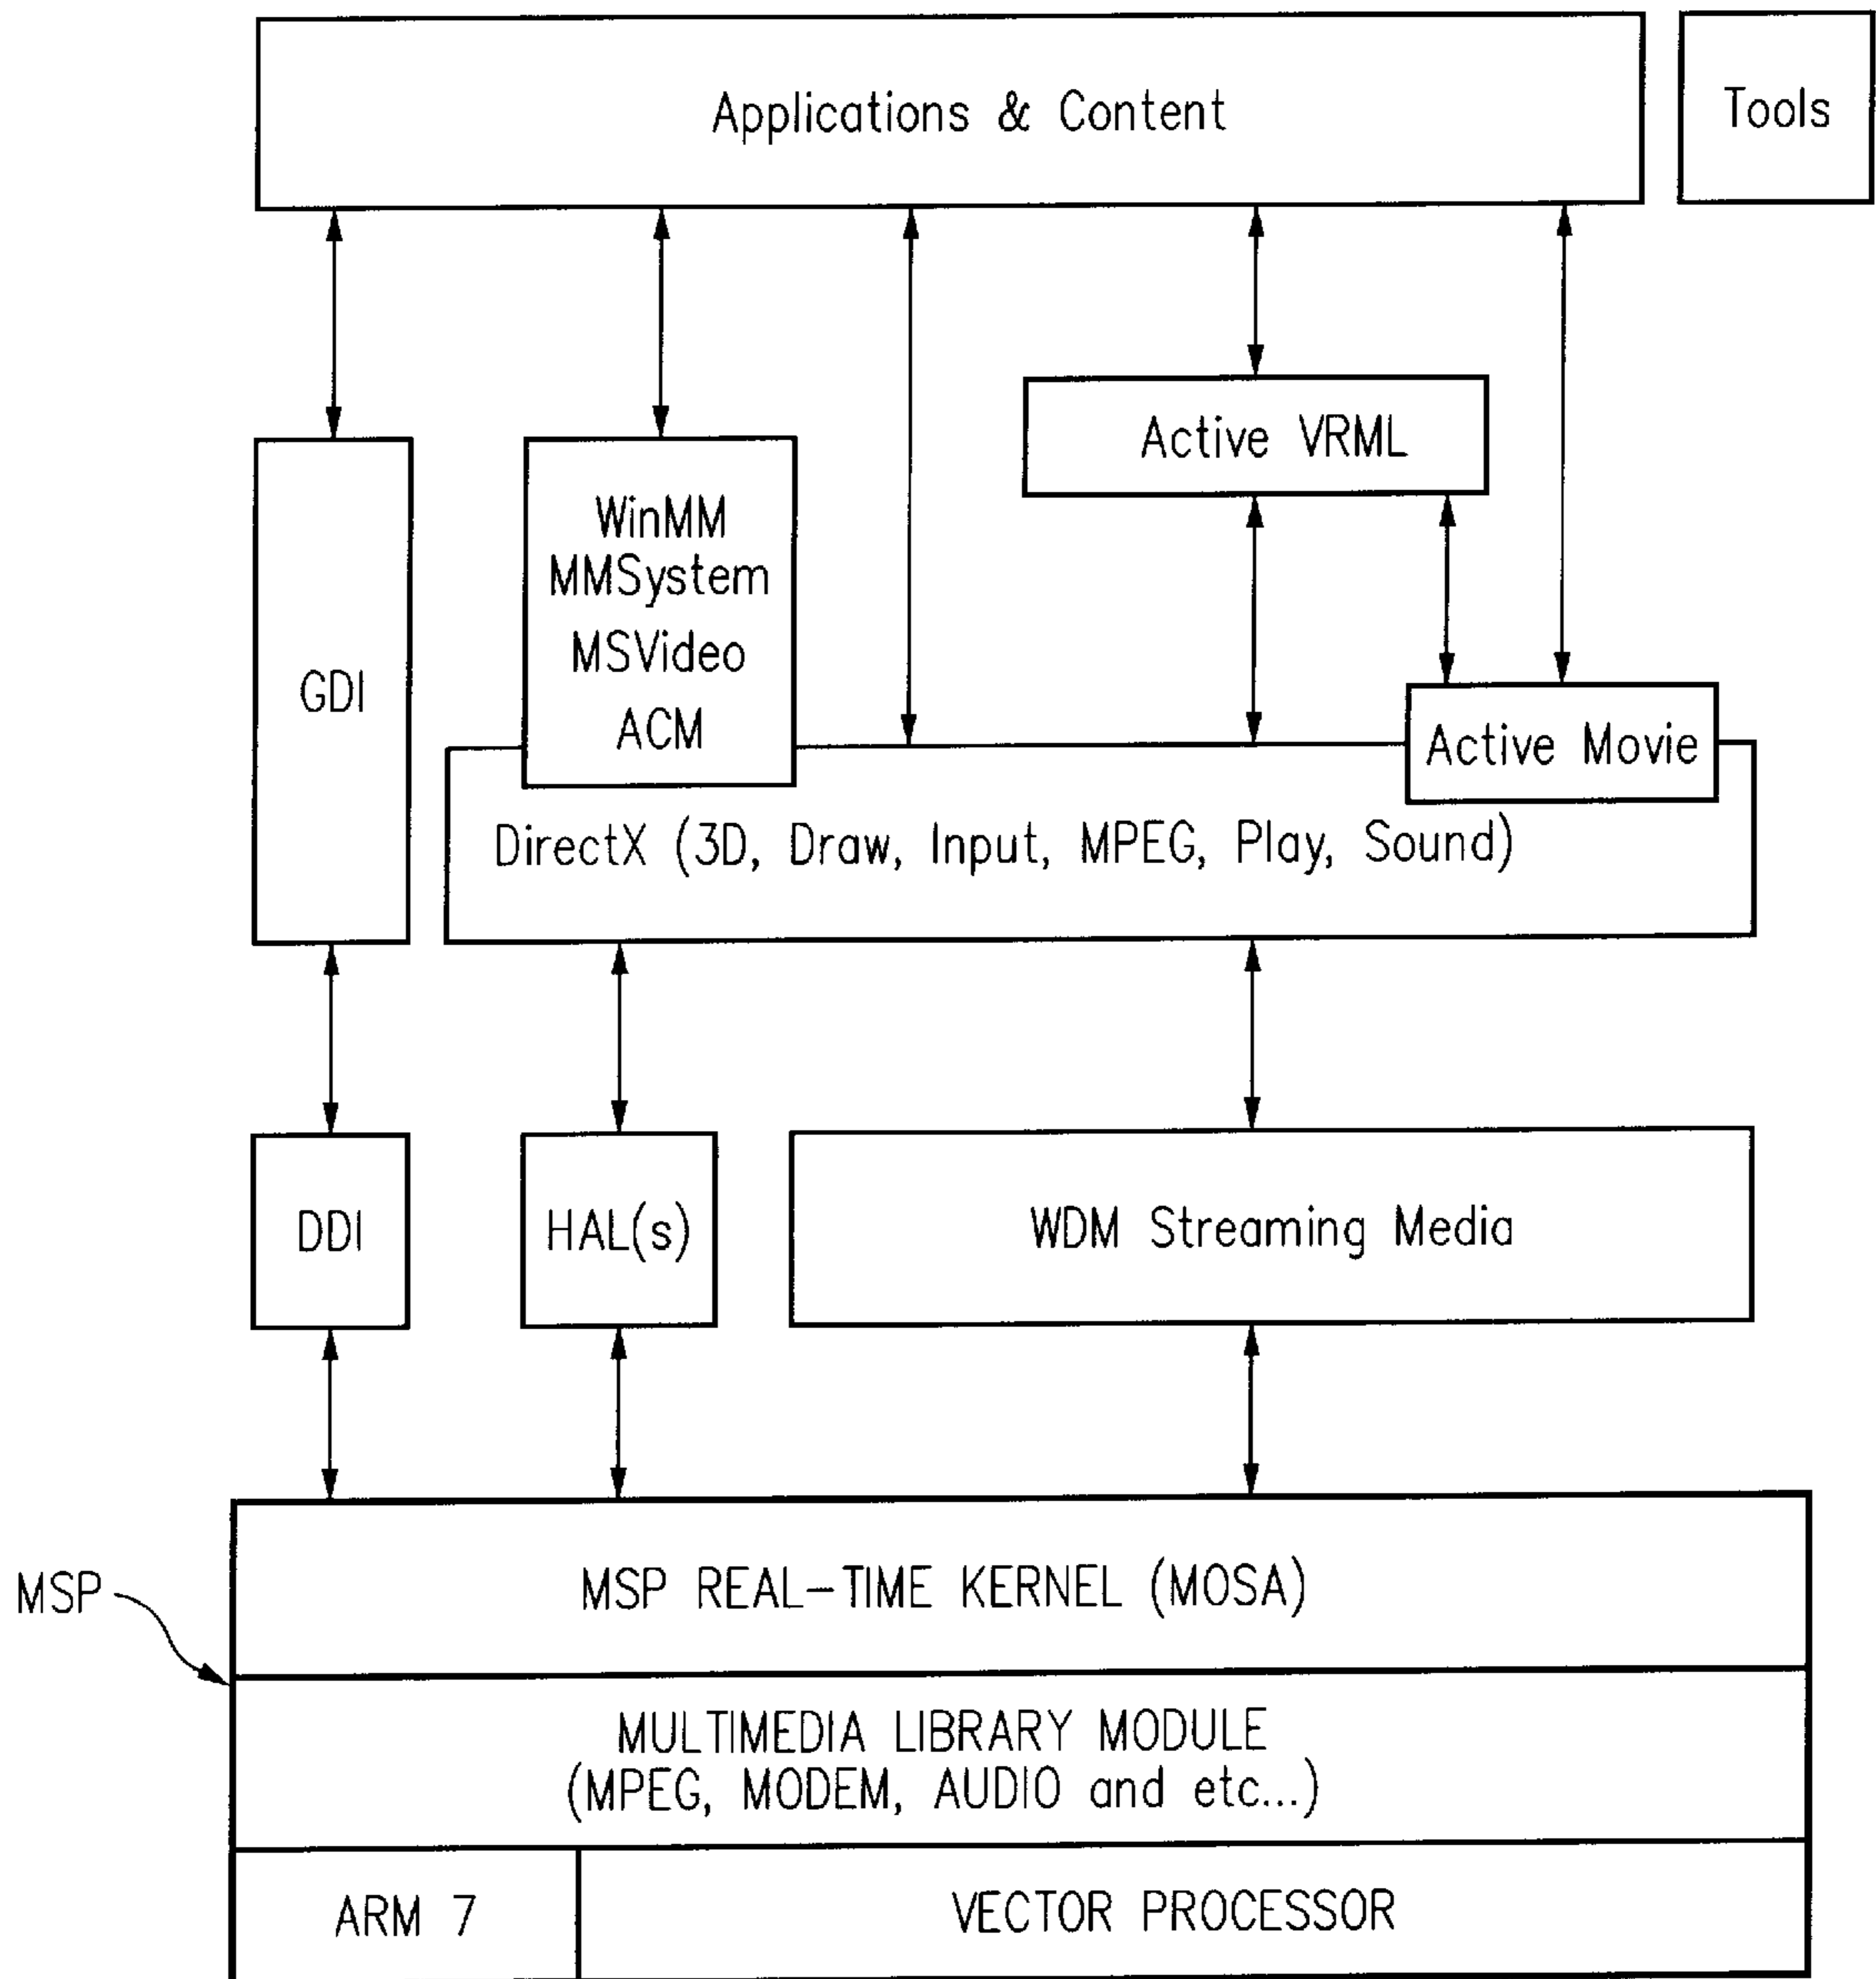 Applications & Content
Tools
Active VRML
WinMM
MMSystem
MSVideo
ACM
GDI
Active Movie
DirectX (3D, Draw, Input, MPEG, Play, Sound)
DDI
HAL(s)
WDM Streaming Media
MSP REAL-TIME KERNEL (MOSA)
MSP
MULTIMEDIA LIBRARY MODULE
(MPEG, MODEM, AUDIO and etc...)
ARM 7
VECTOR PROCESSOR